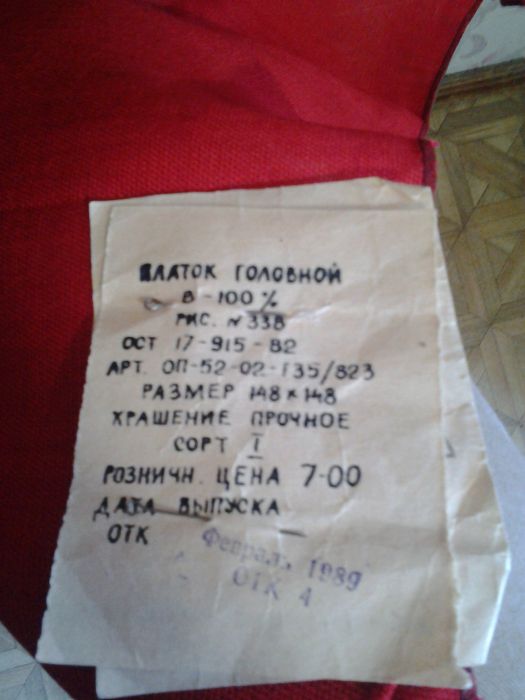 ПЛАТОК ГОЛОВНОЙ
В - 100 %
РИС. № 338
ОСТ 17 - 915 - 82
АРТ. ОП-52-02-Т35/823
РАЗМЕР 148 х 148
КРАШЕНИЕ ПРОЧНОЕ
СОРТ I
РОЗНИЧН. ЦЕНА 7-00
ДАТА ВЫПУСКА
ОТК Февраль 1989
ОТК 4